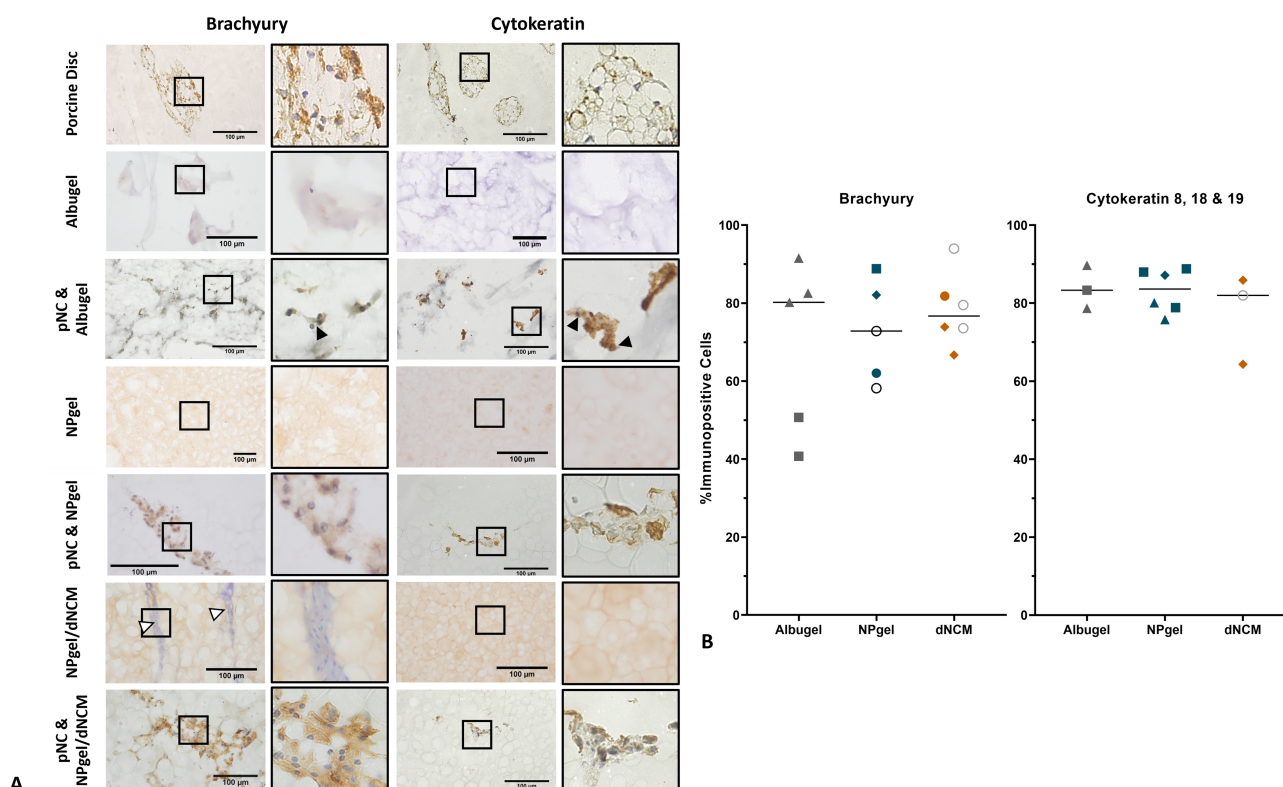 Brachyury
Cytokeratin
Porcine Disc
100 µm
100 µm
Albugel
100 µm
100 µm
pNC &
Albugel
100 µm
100 µm
NPgel
100 µm
100 µm
pNC & NPgel
100 µm
100 µm
NPgel/dNCM
100 µm
100 µm
pNC &
NPgel/dNCM
100 µm
100 µm
A
Brachyury
Cytokeratin 8, 18 & 19
%Immunopositive Cells
100
80
60
40
20
0
Albugel
NPgel
dNCM
100
80
60
40
20
0
Albugel
NPgel
dNCM
B